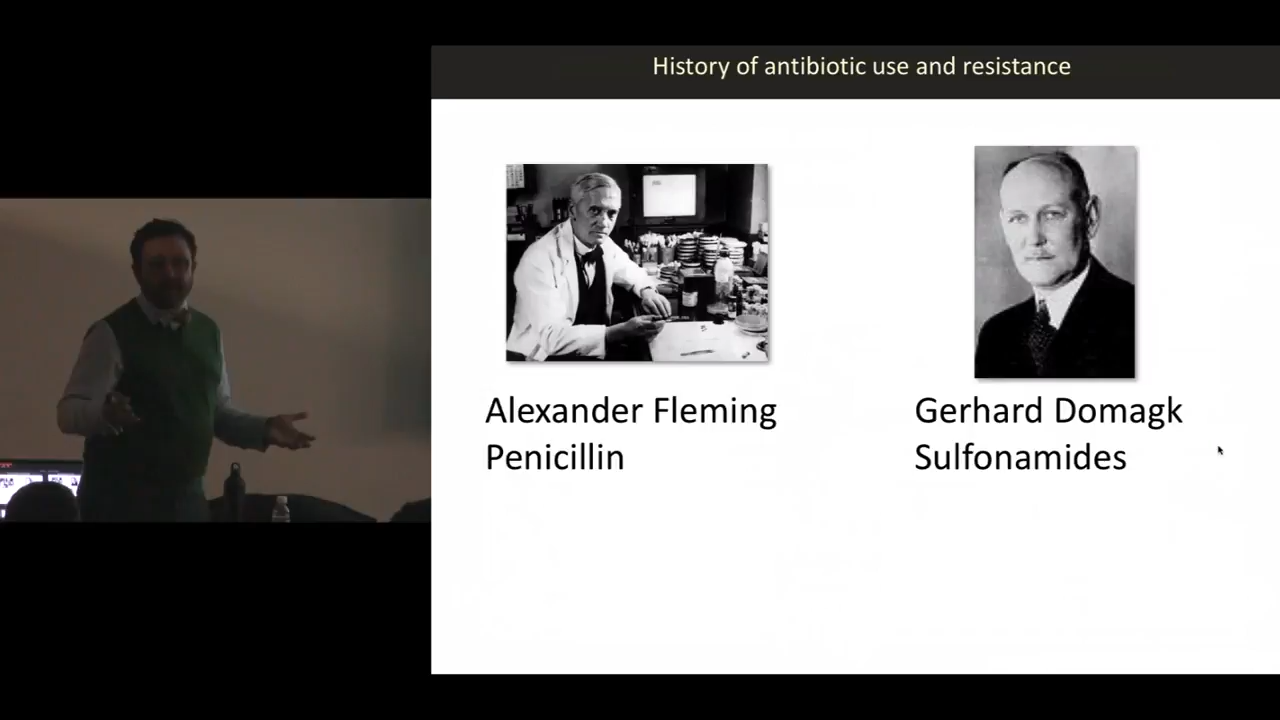 History of antibiotic use and resistance
Alexander Fleming
Penicillin
Gerhard Domagk
Sulfonamides